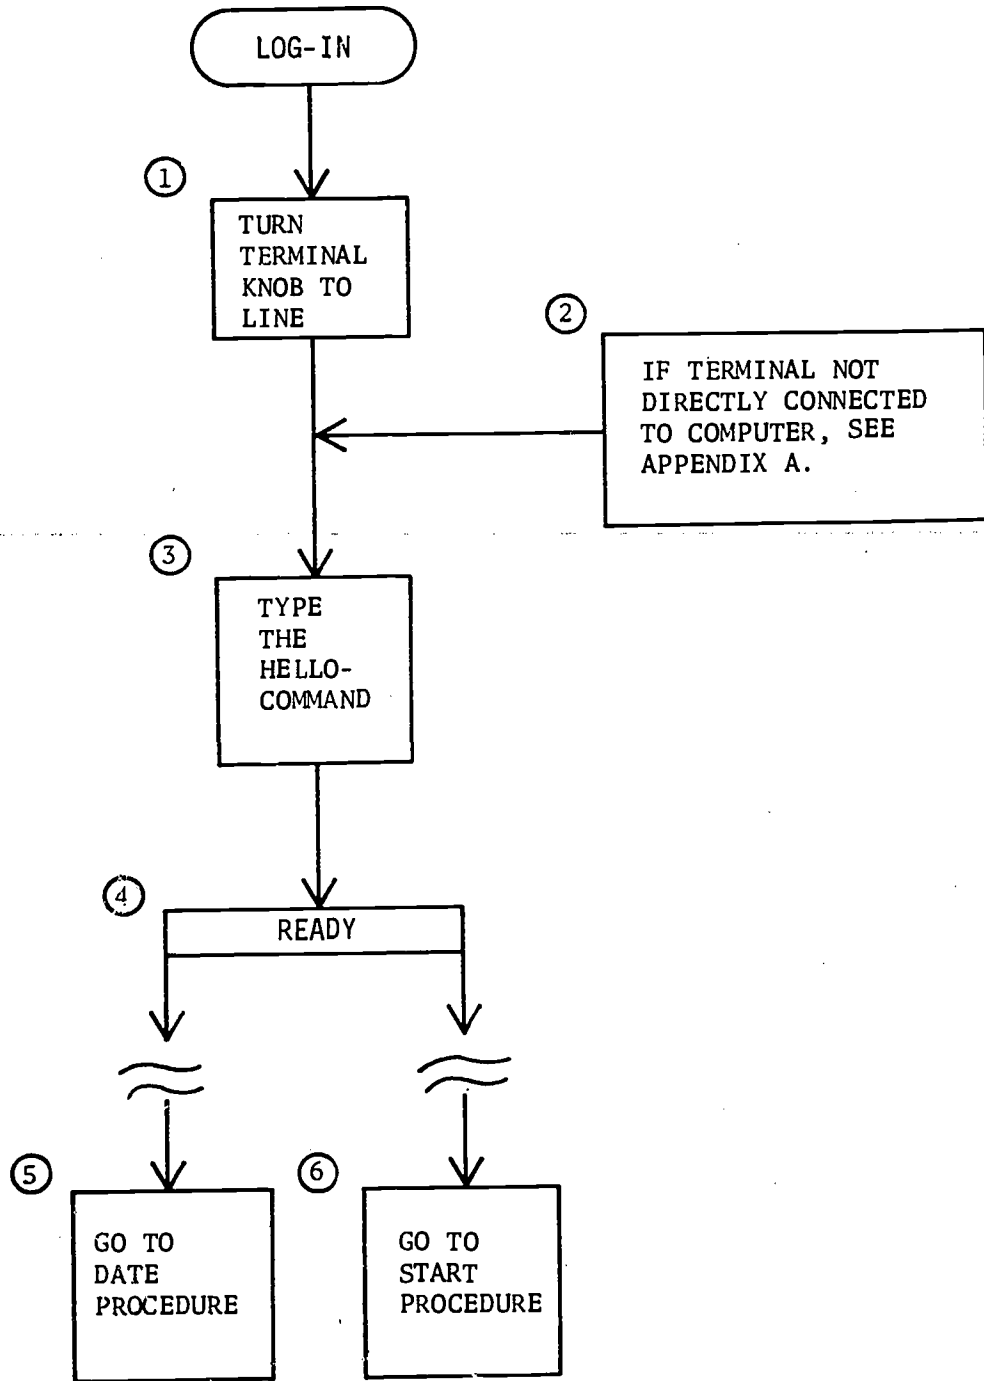 LOG-IN
1
TURN
TERMINAL
KNOB TO
LINE
2
IF TERMINAL NOT
DIRECTLY CONNECTED
TO COMPUTER, SEE
APPENDIX A.
3
TYPE
THE
HELLO-
COMMAND
4
READY
5
GO TO
DATE
PROCEDURE
6
GO TO
START
PROCEDURE